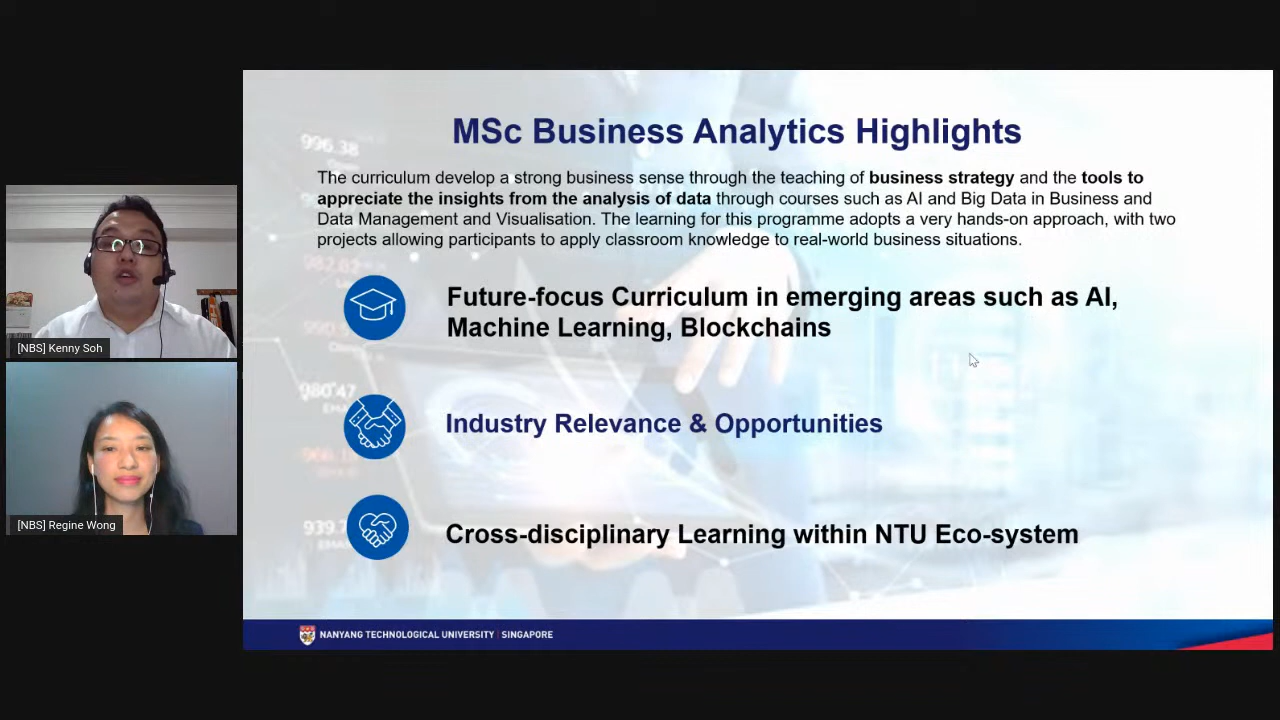 MSc Business Analytics Highlights
The curriculum develop a strong business sense through the teaching of business strategy and the tools to
appreciate the insights from the analysis of data through courses such as AI and Big Data in Business and
Data Management and Visualisation. The learning for this programme adopts a very hands-on approach, with two
projects allowing participants to apply classroom knowledge to real-world business situations.
Future-focus Curriculum in emerging areas such as AI,
Machine Learning, Blockchains
Industry Relevance & Opportunities
Cross-disciplinary Learning within NTU Eco-system
NANYANG TECHNOLOGICAL UNIVERSITY | SINGAPORE
[NBS] Kenny Soh
[NBS] Regine Wong
996.38
980.47